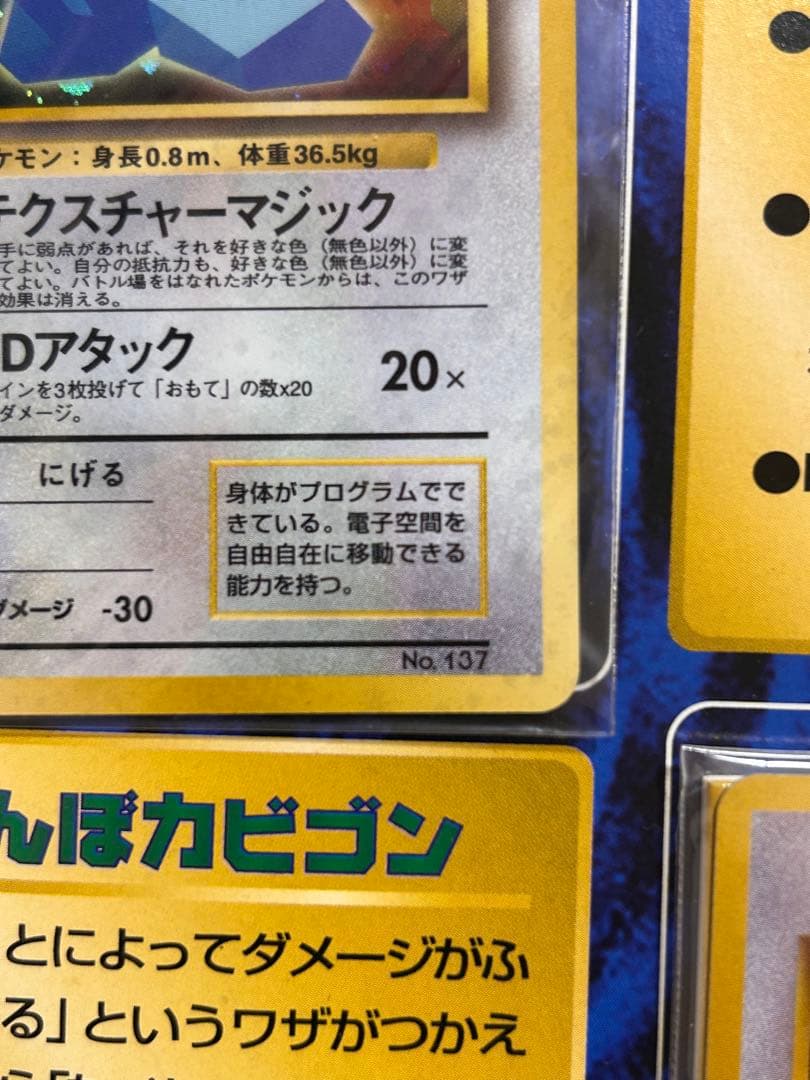 ケモン：身長0.8m、体重36.5kg
テクスチャーマジック
手に弱点があれば、それを好きな色（無色以外）に変
てよい。自分の抵抗力も、好きな色（無色以外）に変
てよい。バトル場をはなれたポケモンからは、このワザ
効果は消える。
Dアタック
20×
インを3枚投げて「おもて」の数x20
ダメージ。
にげる
身体がプログラムでで
きている。電子空間を
自由自在に移動できる
能力を持つ。
ダメージ -30
No. 137
んぼカビゴン
とによってダメージがふ
る」というワザがつかえ